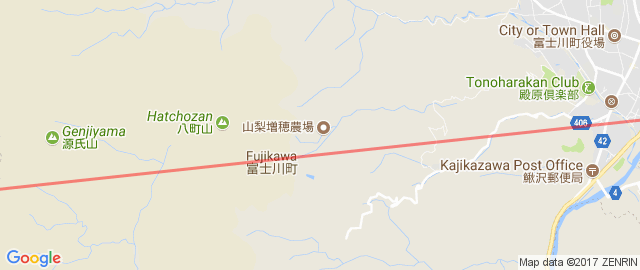 City or Town Hall
富士川町役場
Tonoharakan Club
殿原倶楽部
Hatchozan
八町山
山梨増穂農場
406
Genjiyama
源氏山
42
Fujikawa
富士川町
Kajikazawa Post Office
鰍沢郵便局
4
Google
Map data ©2017 ZENRIN